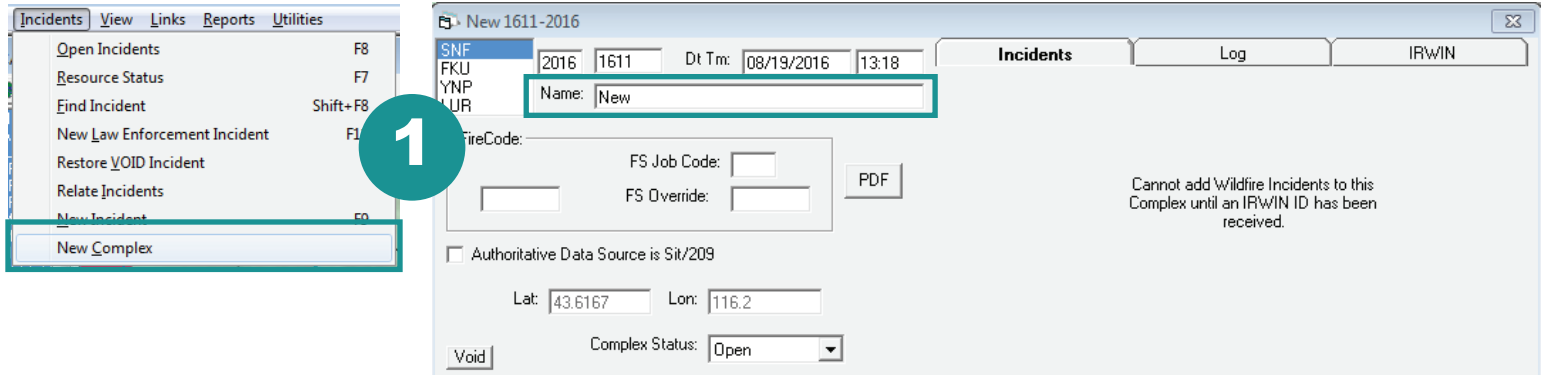 Incidents View Links Reports Utilities
Open Incidents F8
Resource Status F7
Find Incident Shift+F8
New Law Enforcement Incident
Restore VOID Incident
Relate Incidents
New Incident F9
New Complex
1
New 1611-2016
SNF
FKU
YNP
LUR
2016 1611 Dt Tm: 08/19/2016 13:18
Name: New
Incidents Log IRWIN
FireCode:
FS Job Code:
FS Override:
PDF
Cannot add Wildfire Incidents to this
Complex until an IRWIN ID has been
received.
Authoritative Data Source is Sit/209
Lat: 43.6167 Lon: 116.2
Void
Complex Status: Open